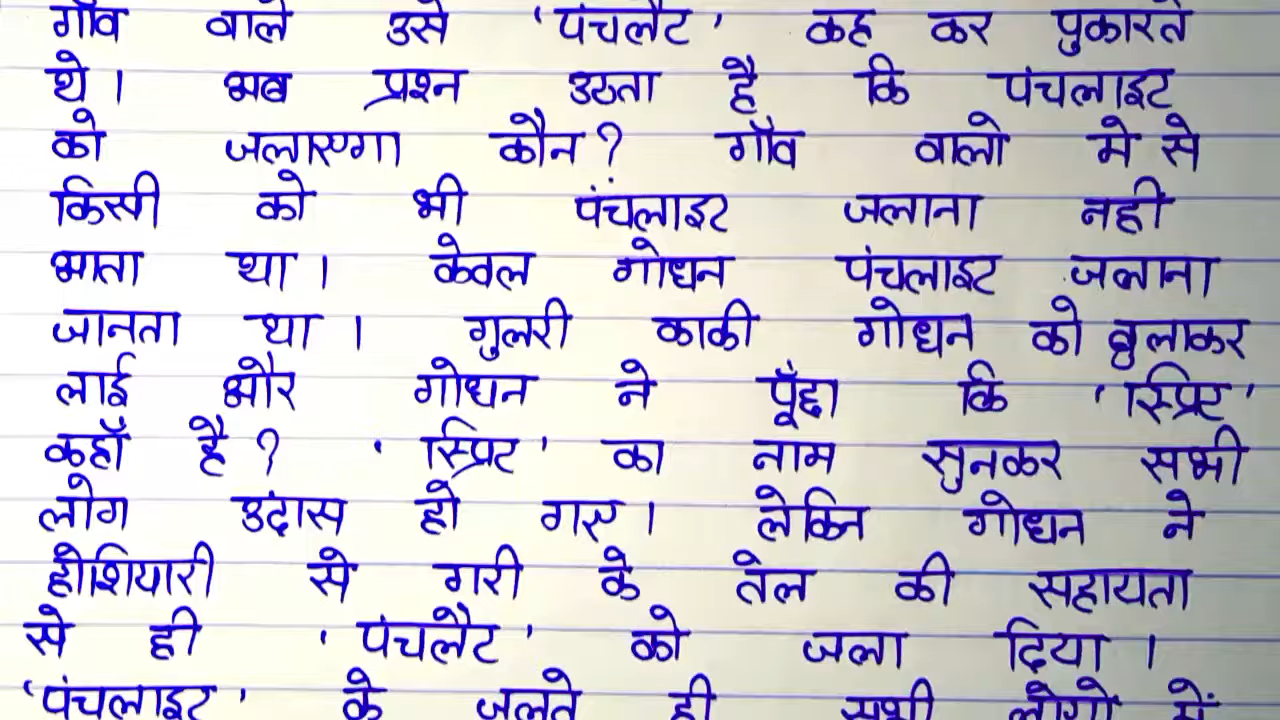 गाँव वाले उसे 'पंचलैट' कह कर पुकारते
थे। अब प्रश्न उठता है कि पंचलाइट
को जलाएगा कौन? गाँव वालो मे से
किसी को भी पंचलाइट जलाना नही
आता था। केवल गोधन पंचलाइट जलाना
जानता था। गुलरी काकी गोधन को बुलाकर
लाई और गोधन ने पूँछा कि 'स्प्रिट'
कहाँ है? 'स्प्रिट' का नाम सुनकर सभी
लोग उदास हो गए। लेकिन गोधन ने
होशियारी से गरी के तेल की सहायता
से ही 'पंचलैट' को जला दिया।
'पंचलाइट' के जलते ही सभी लोगो में